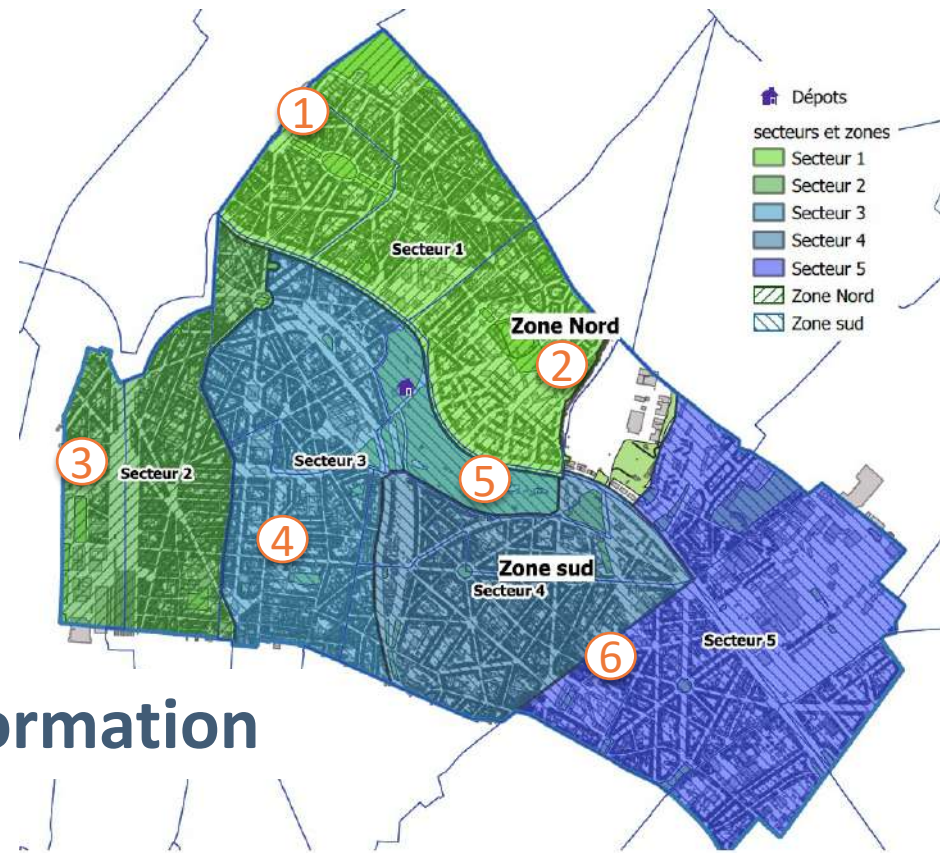 1
Dépots
secteurs et zones
Secteur 1
Secteur 2
Secteur 3
Secteur 4
Secteur 5
Zone Nord
Zone sud
Secteur 1
Zone Nord
2
3
Secteur 2
Secteur 3
5
4
Zone sud
Secteur 4
Secteur 5
6
ormation